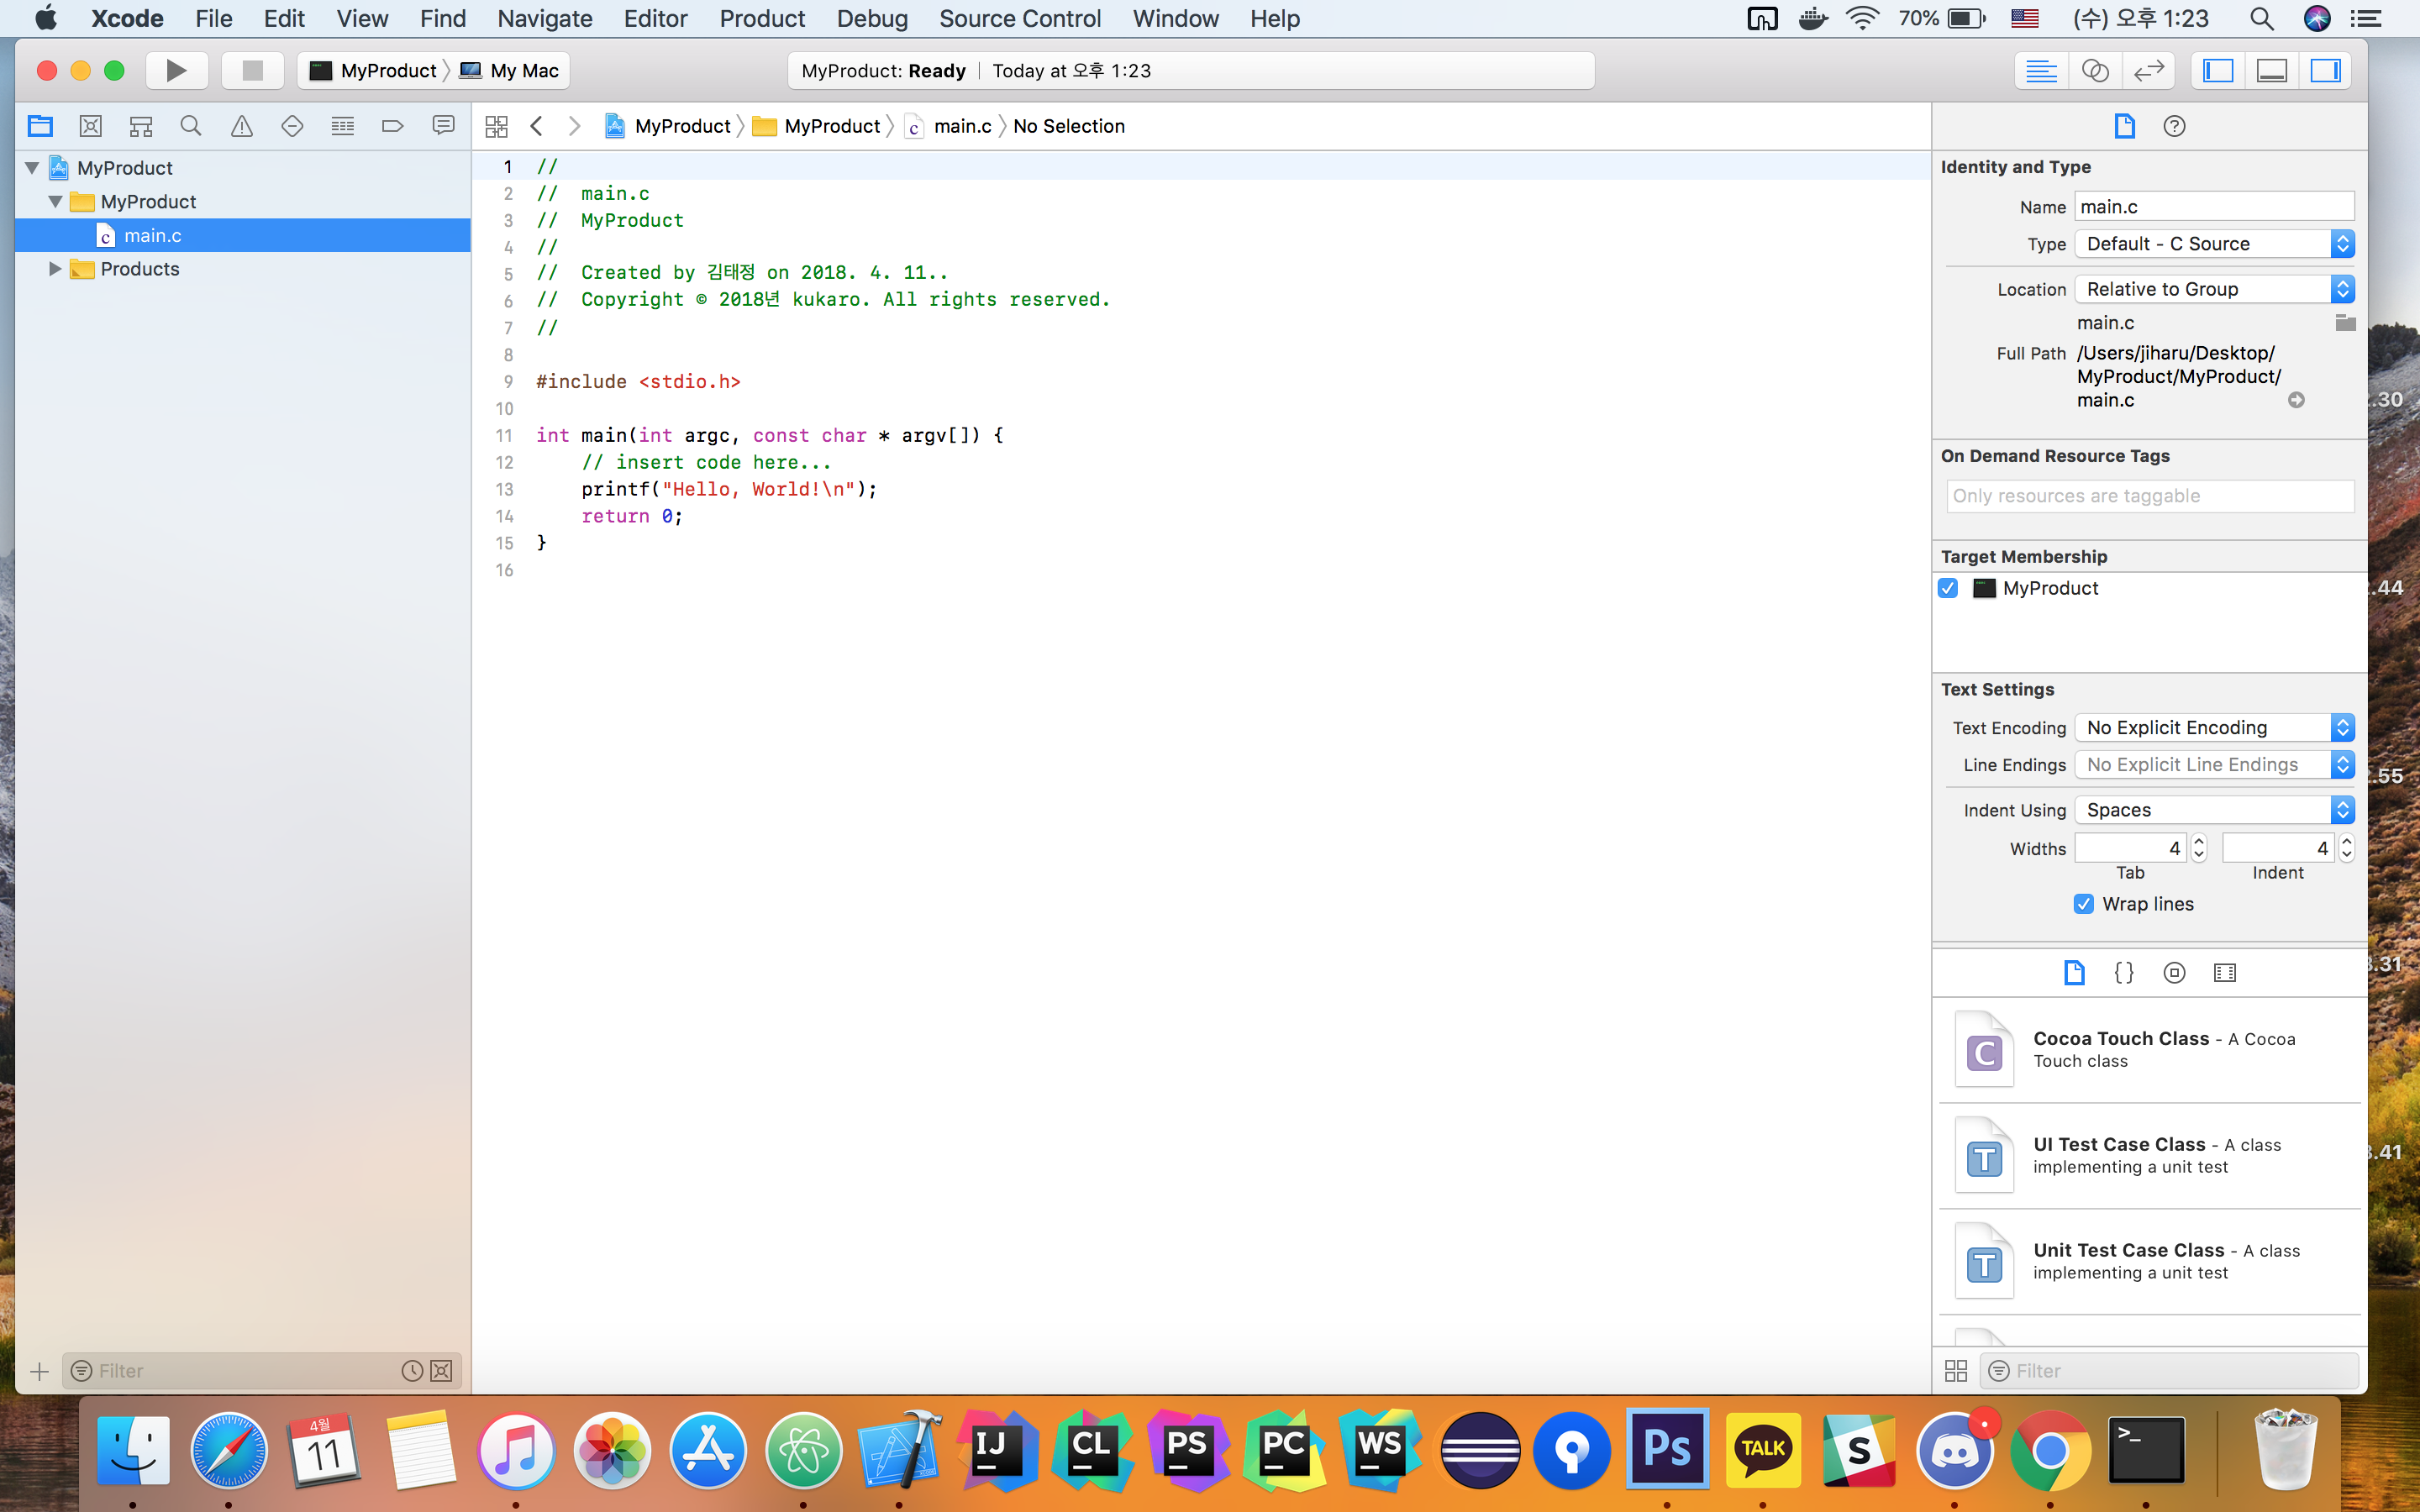 Xcode File Edit View Find Navigate Editor Product Debug Source Control Window Help 70% (수) 오후 1:23
MyProduct My Mac MyProduct: Ready Today at 오후 1:23
MyProduct MyProduct main.c No Selection
MyProduct
MyProduct
main.c
Products
Filter
1 //
2 // main.c
3 // MyProduct
4 //
5 // Created by 김태정 on 2018. 4. 11..
6 // Copyright © 2018년 kukaro. All rights reserved.
7 //
8
9 #include <stdio.h>
10
11 int main(int argc, const char * argv[]) {
12 // insert code here...
13 printf("Hello, World!\n");
14 return 0;
15 }
16
Identity and Type
Name main.c
Type Default - C Source
Location Relative to Group
main.c
Full Path /Users/jiharu/Desktop/
MyProduct/MyProduct/
main.c
On Demand Resource Tags
Only resources are taggable
Target Membership
MyProduct
Text Settings
Text Encoding No Explicit Encoding
Line Endings No Explicit Line Endings
Indent Using Spaces
Widths 4 4
Tab Indent
Wrap lines
{}
C
Cocoa Touch Class - A Cocoa
Touch class
T
UI Test Case Class - A class
implementing a unit test
T
Unit Test Case Class - A class
implementing a unit test
Filter
.30
.44
.55
.31
.41
4월
11
IJ CL PS PC WS Ps TALK S >_